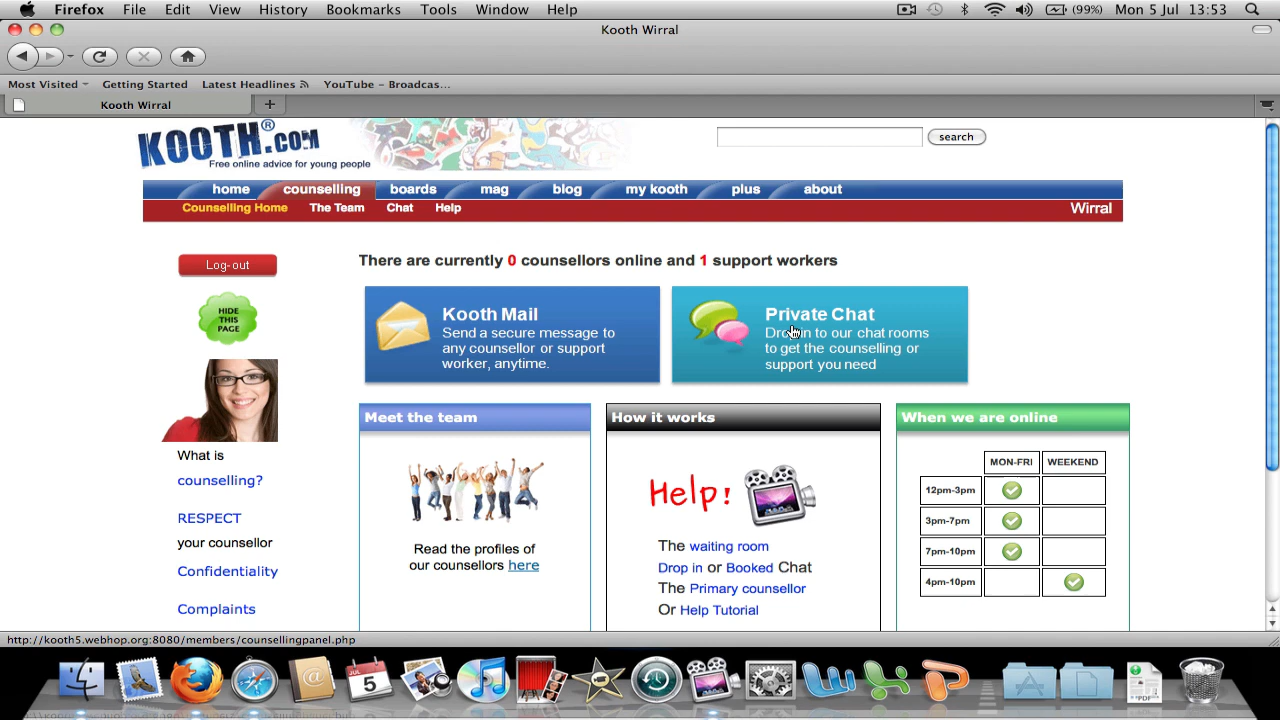 Firefox File Edit View History Bookmarks Tools Window Help (99%) Mon 5 Jul 13:53
Kooth Wirral
Most Visited Getting Started Latest Headlines YouTube – Broadcas...
Kooth Wirral
KOOTH®.COM
Free online advice for young people
search
home counselling boards mag blog my kooth plus about
Counselling Home The Team Chat Help Wirral
There are currently 0 counsellors online and 1 support workers
Log-out
HIDE
THIS
PAGE
Kooth Mail
Send a secure message to
any counsellor or support
worker, anytime.
Private Chat
Drop in to our chat rooms
to get the counselling or
support you need
What is
counselling?
RESPECT
your counsellor
Confidentiality
Complaints
Meet the team
Read the profiles of
our counsellors here
How it works
Help!
The waiting room
Drop in or Booked Chat
The Primary counsellor
Or Help Tutorial
When we are online
MON-FRI WEEKEND
12pm-3pm
3pm-7pm
7pm-10pm
4pm-10pm
http://kooth5.webhop.org:8080/members/counsellingpanel.php
JUL
5
PDF